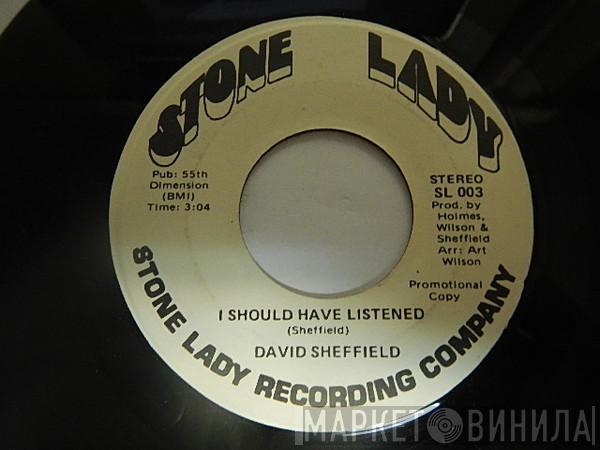 STONE LADY
Pub: 55th
Dimension
(BMI)
Time: 3:04
STEREO
SL 003
Prod. by
Holmes,
Wilson &
Sheffield
Arr: Art
Wilson
Promotional
Copy
I SHOULD HAVE LISTENED
(Sheffield)
DAVID SHEFFIELD
STONE LADY RECORDING COMPANY
МАРКЕТ ВИНИЛА